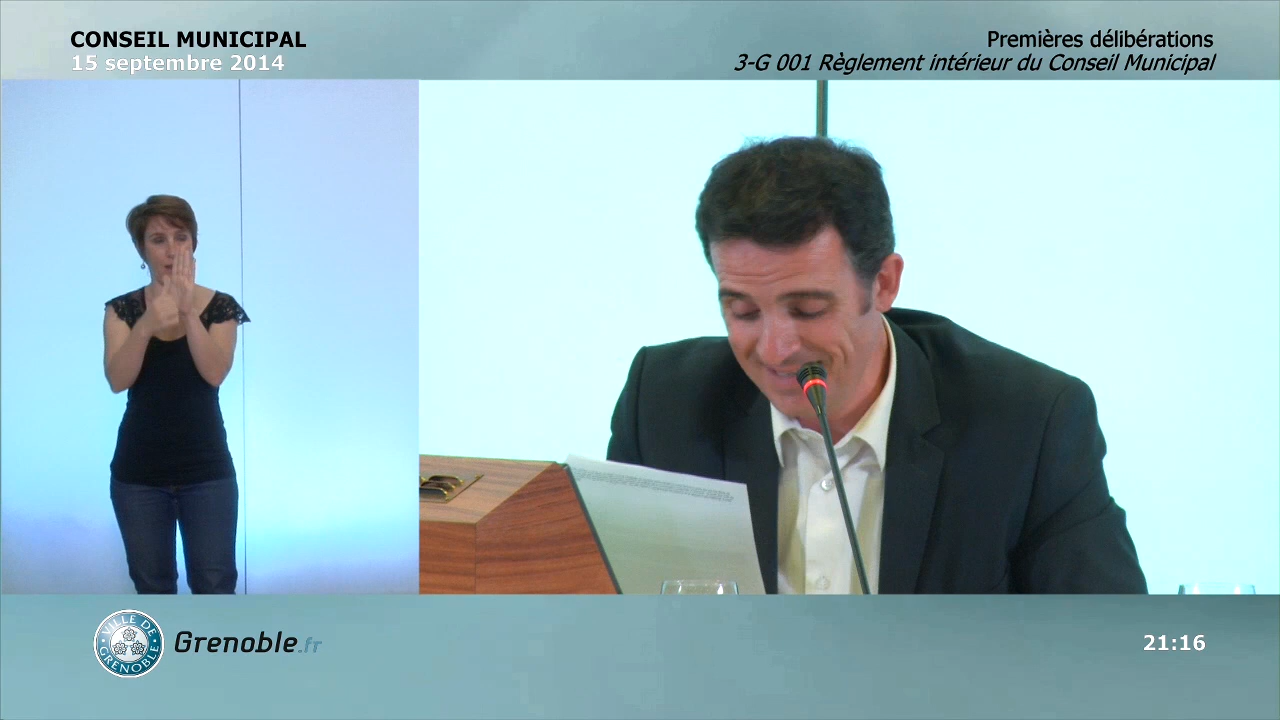 CONSEIL MUNICIPAL
15 septembre 2014
Premières délibérations
3-G 001 Règlement intérieur du Conseil Municipal
VILLE DE
GRENOBLE
Grenoble.fr
21:16